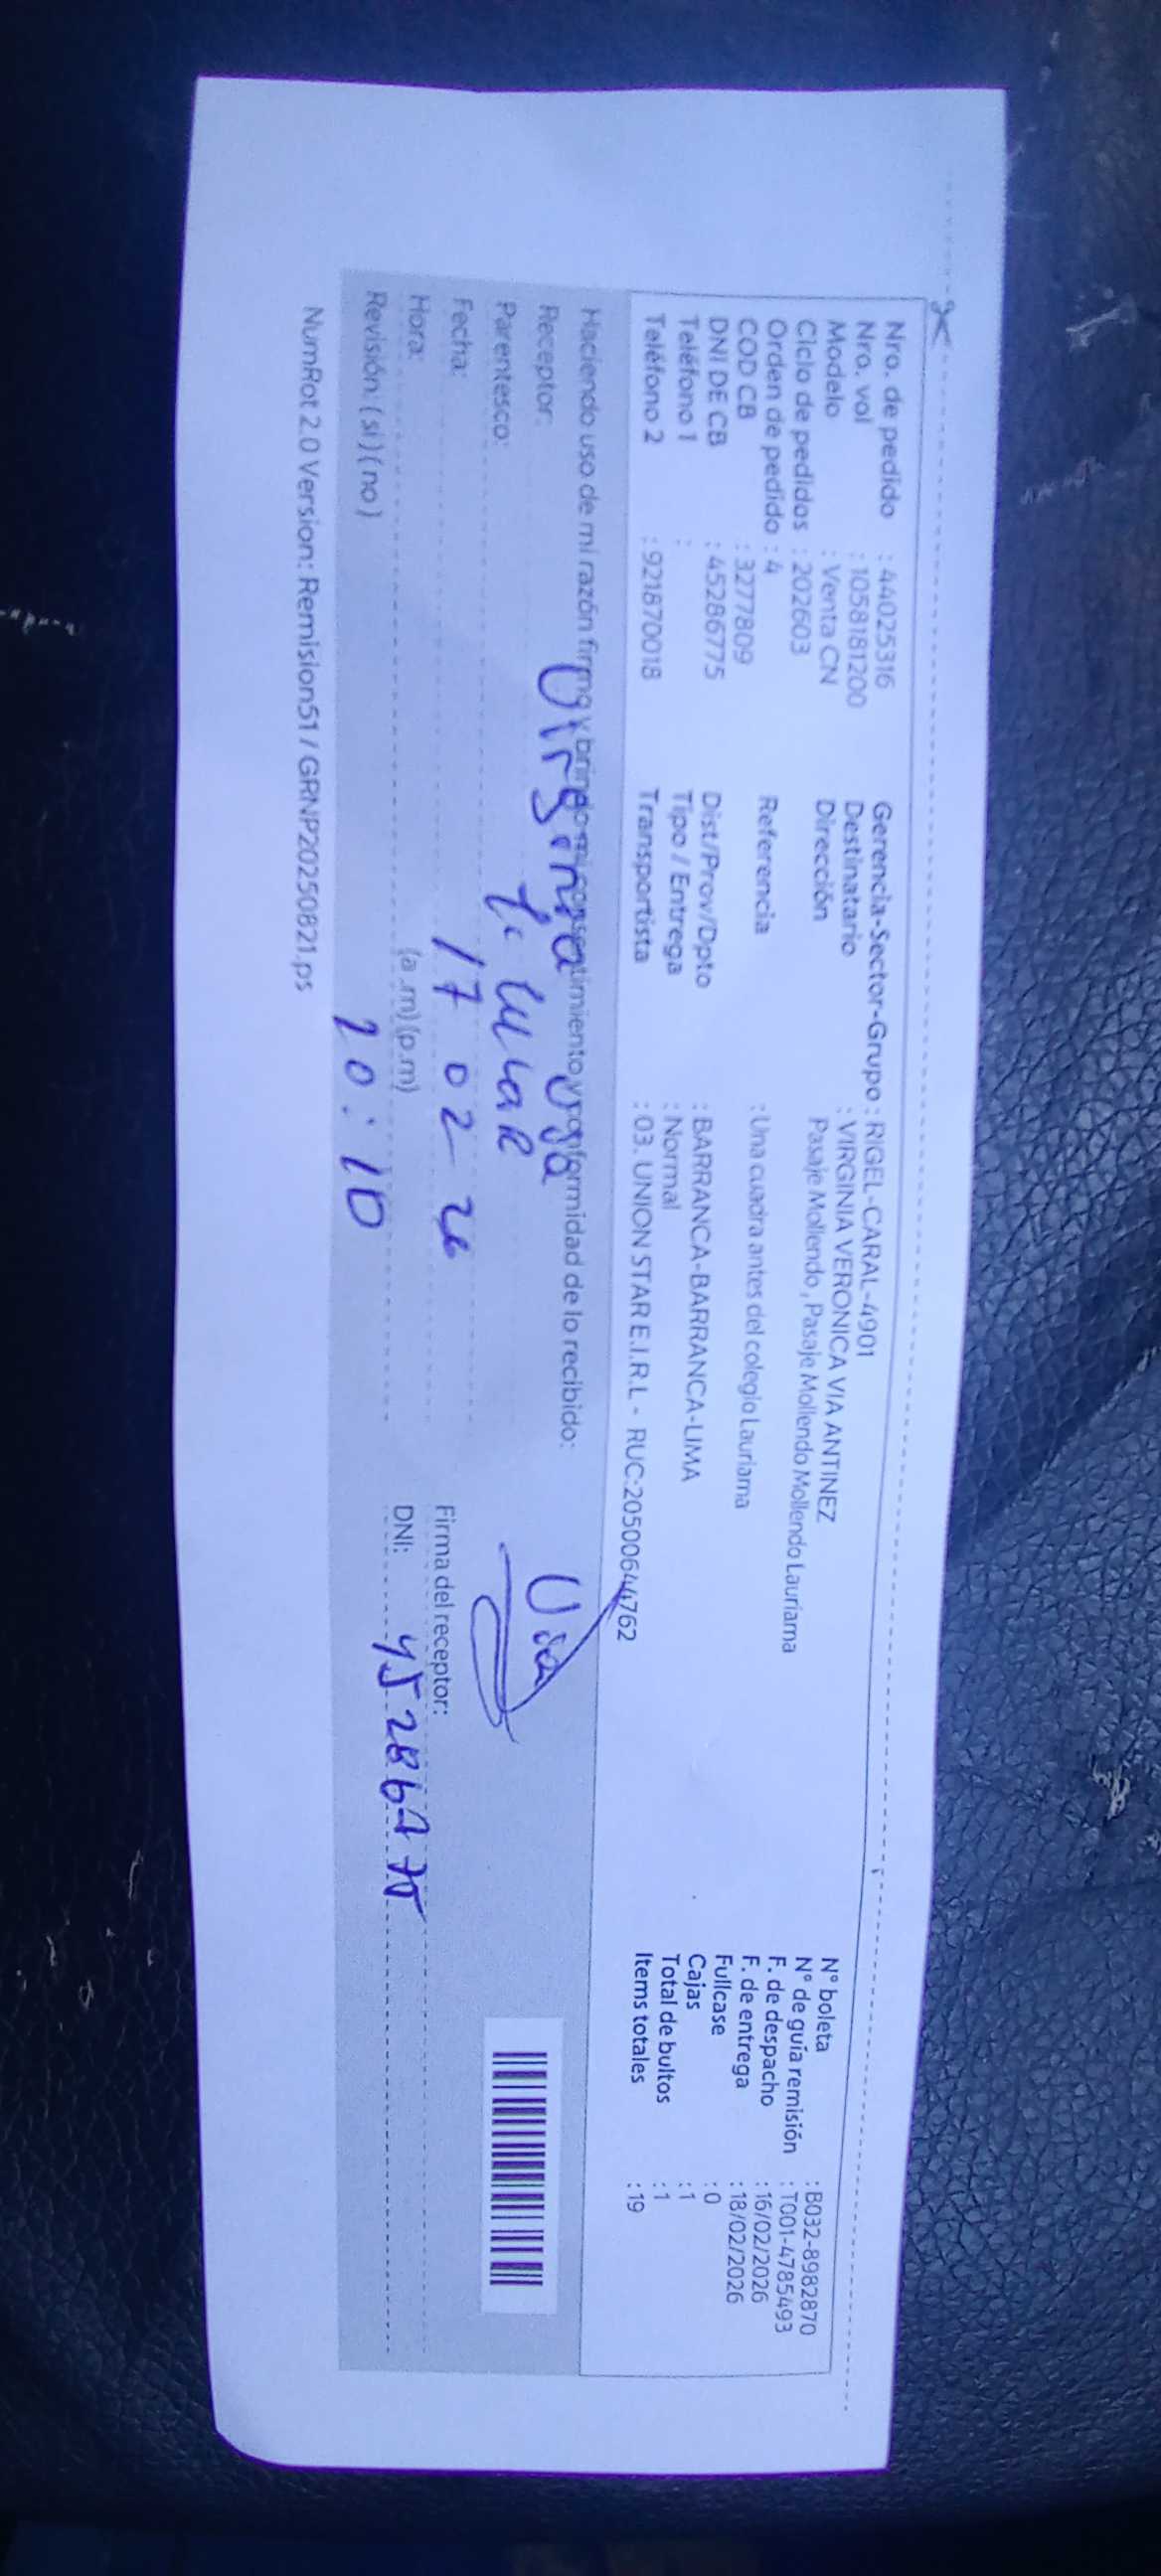 Nro. de pedido : 44025316
Nro. vol : 1058181200
Modelo : Venta CN
Ciclo de pedidos : 202603
Orden de pedido : 4
COD CB : 3277809
DNI DE CB : 45286775
Teléfono 1 :
Teléfono 2 : 921870018
Gerencia-Sector-Grupo : RIGEL-CARAL-4901
Destinatario : VIRGINIA VERONICA VIA ANTINEZ
Dirección Pasaje Mollendo , Pasaje Mollendo Mollendo Lauriama
Referencia : Una cuadra antes del colegio Lauriama
Dist/Prov/Dpto : BARRANCA-BARRANCA-LIMA
Tipo / Entrega : Normal
Transportista : 03. UNION STAR E.I.R.L - RUC:20500644762
N° boleta : B032-8982870
N° de guía remisión : T001-4785493
F. de despacho : 16/02/2026
F. de entrega : 18/02/2026
Fullcase : 0
Cajas : 1
Total de bultos : 1
Items totales : 19
Haciendo uso de mi razón firmo y brindo mi consentimiento y conformidad de lo recibido:
Receptor: Virginia Via
Parentesco: Titular
Fecha: 17 02 26
Hora: (a.m) (p.m)
Revisión: (si) (no) 20:10
Via
Firma del receptor:
DNI: 45286775
NumRot 2.0 Version: Remision51 / GRNP20250821.ps